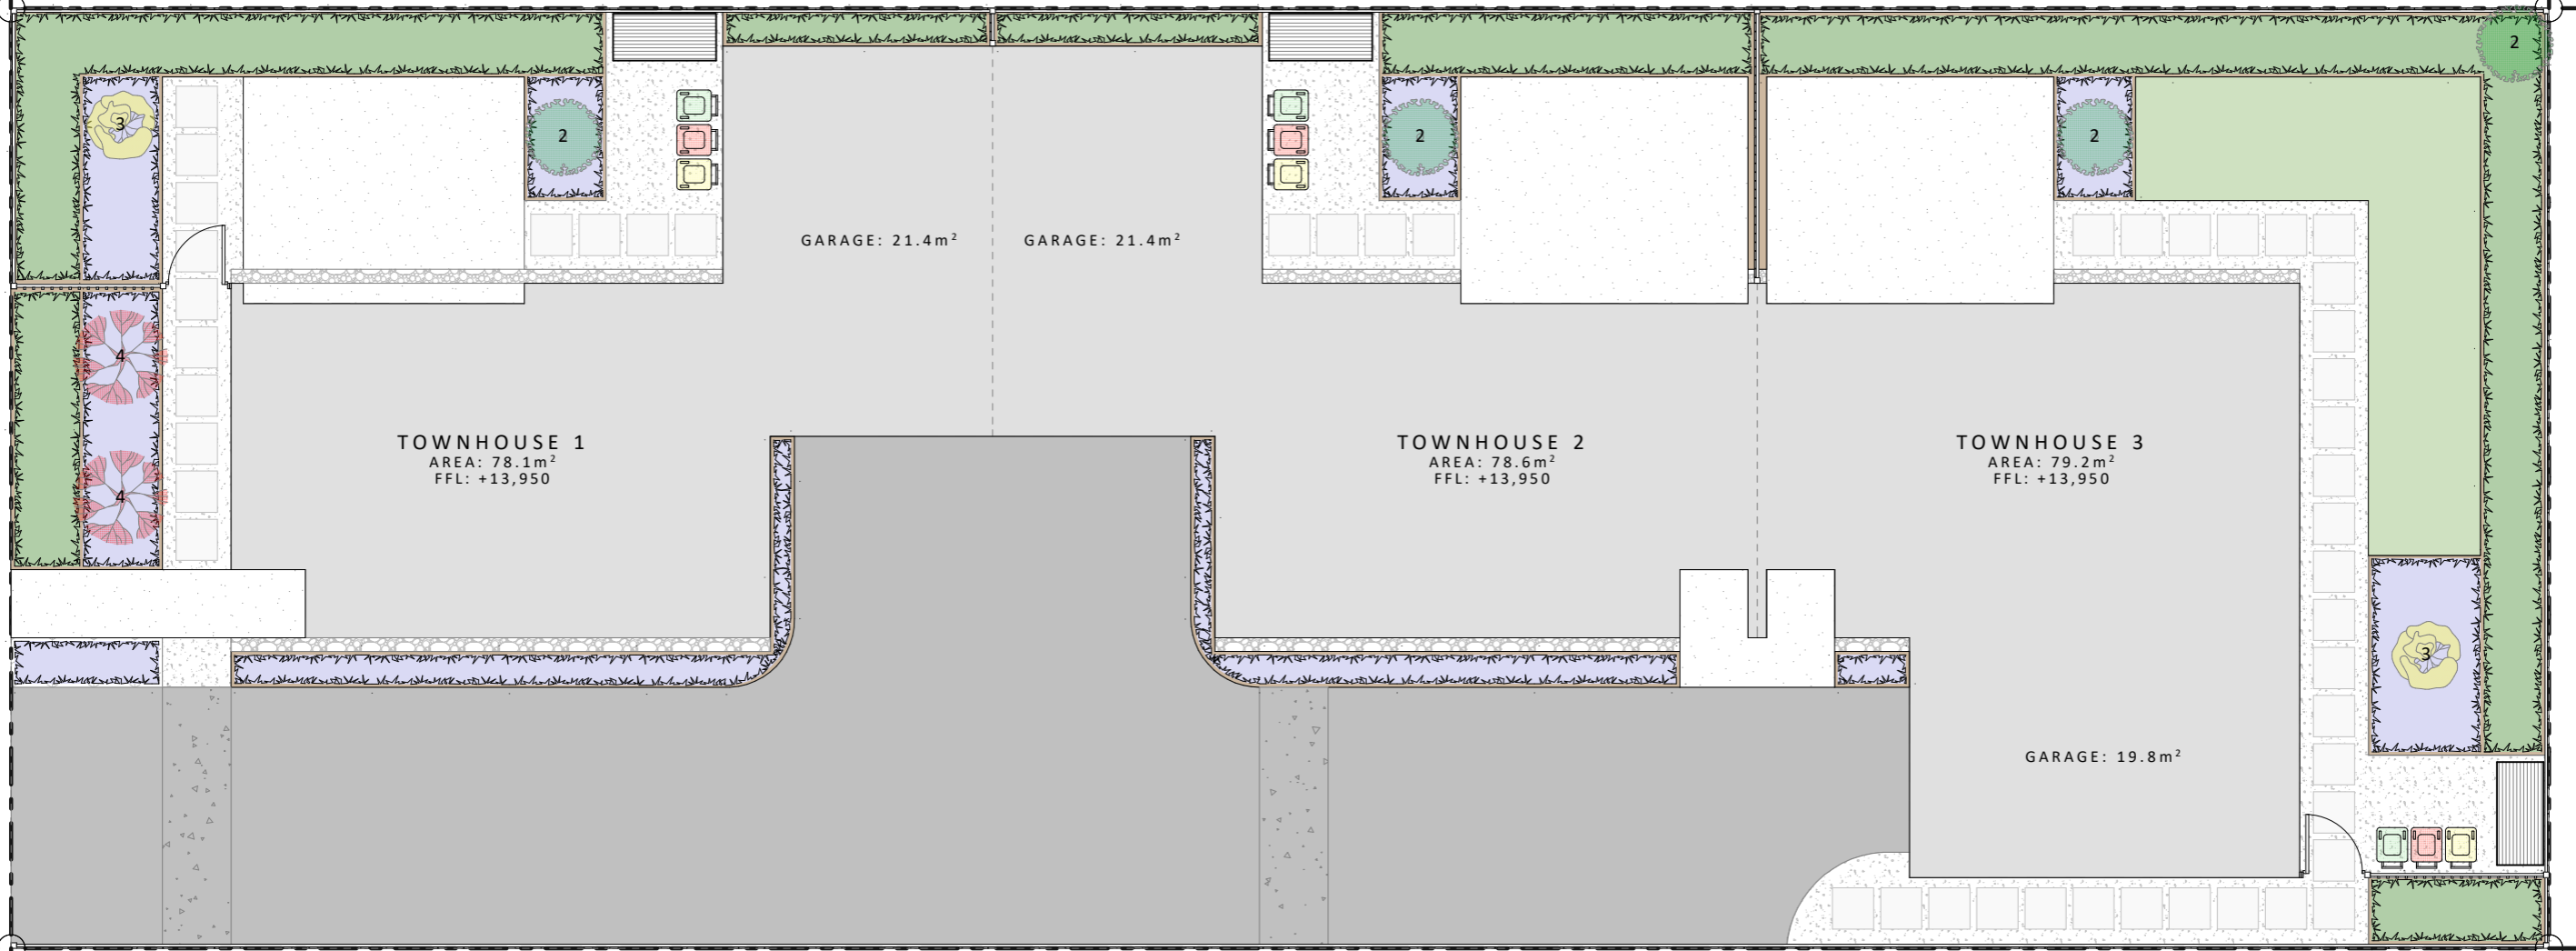 2
3
2
2
2
GARAGE: 21.4m²
GARAGE: 21.4m²
4
TOWNHOUSE 1
AREA: 78.1m²
FFL: +13,950
TOWNHOUSE 2
AREA: 78.6m²
FFL: +13,950
TOWNHOUSE 3
AREA: 79.2m²
FFL: +13,950
4
3
GARAGE: 19.8m²